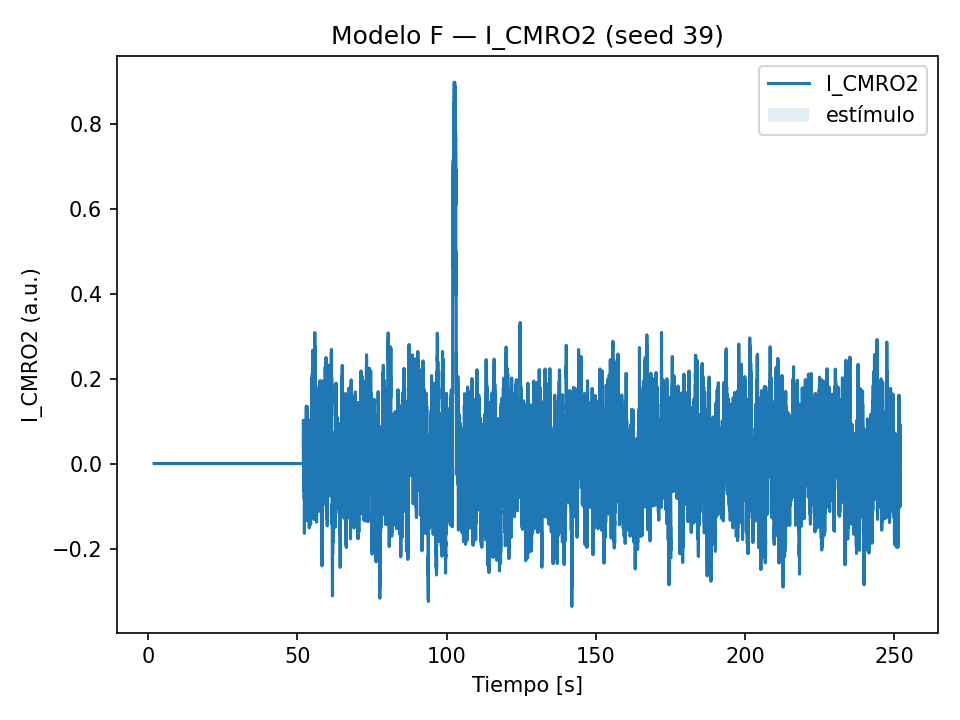 Modelo F — I_CMRO2 (seed 39)
I_CMRO2
estímulo
0.8
0.6
0.4
0.2
0.0
−0.2
I_CMRO2 (a.u.)
0
50
100
150
200
250
Tiempo [s]